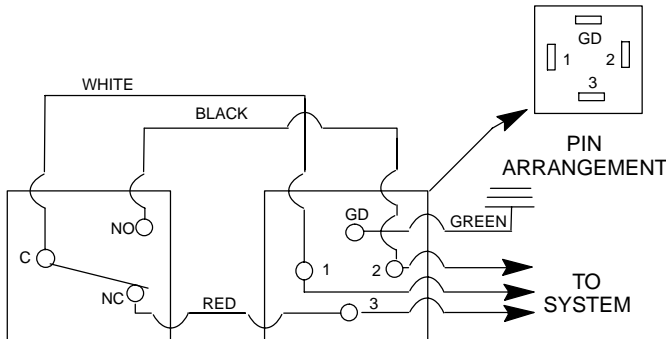 GD
1 2
3
WHITE
BLACK
PIN
ARRANGEMENT
NO
GD
GREEN
C
1
2
TO
SYSTEM
NC
RED
3